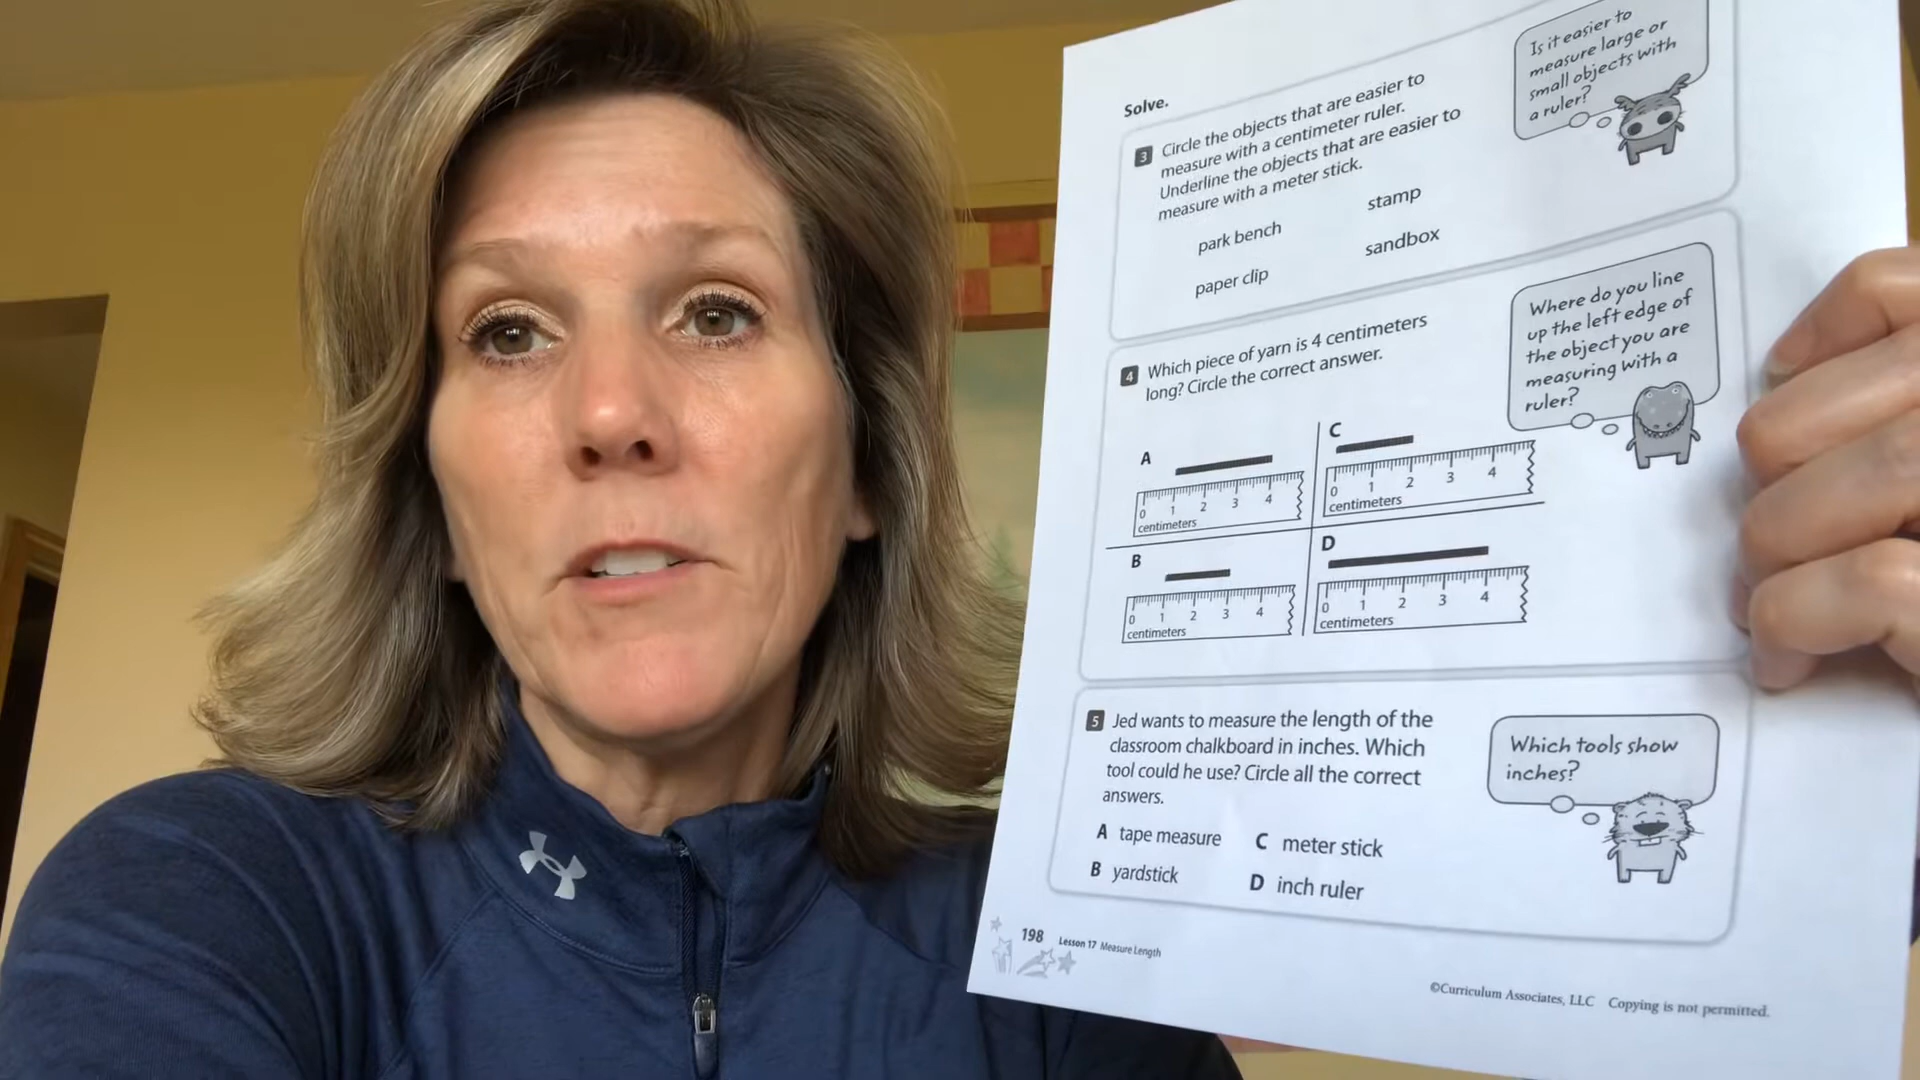 Solve.
3 Circle the objects that are easier to
measure with a centimeter ruler.
Underline the objects that are easier to
measure with a meter stick.
park bench
stamp
paper clip
sandbox
Is it easier to
measure large or
small objects with
a ruler?
4 Which piece of yarn is 4 centimeters
long? Circle the correct answer.
A
0 1 2 3 4
centimeters
B
0 1 2 3 4
centimeters
C
0 1 2 3 4
centimeters
D
0 1 2 3 4
centimeters
Where do you line
up the left edge of
the object you are
measuring with a
ruler?
5 Jed wants to measure the length of the
classroom chalkboard in inches. Which
tool could he use? Circle all the correct
answers.
A tape measure
B yardstick
C meter stick
D inch ruler
Which tools show
inches?
198 Lesson 17 Measure Length
©Curriculum Associates, LLC Copying is not permitted.